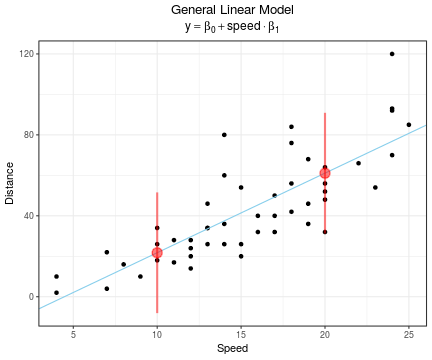 General Linear Model
y = β₀ + speed · β₁
120
80
40
0
Distance
5
10
15
20
25
Speed